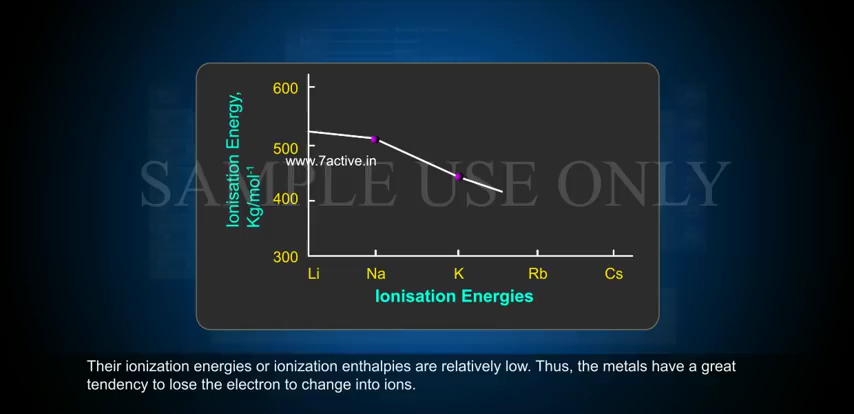 600
500
400
300
Ionisation Energy,
Kg/mol-1
www.7active.in
SAMPLE USE ONLY
Li Na K Rb Cs
Ionisation Energies
Their ionization energies or ionization enthalpies are relatively low. Thus, the metals have a great
tendency to lose the electron to change into ions.